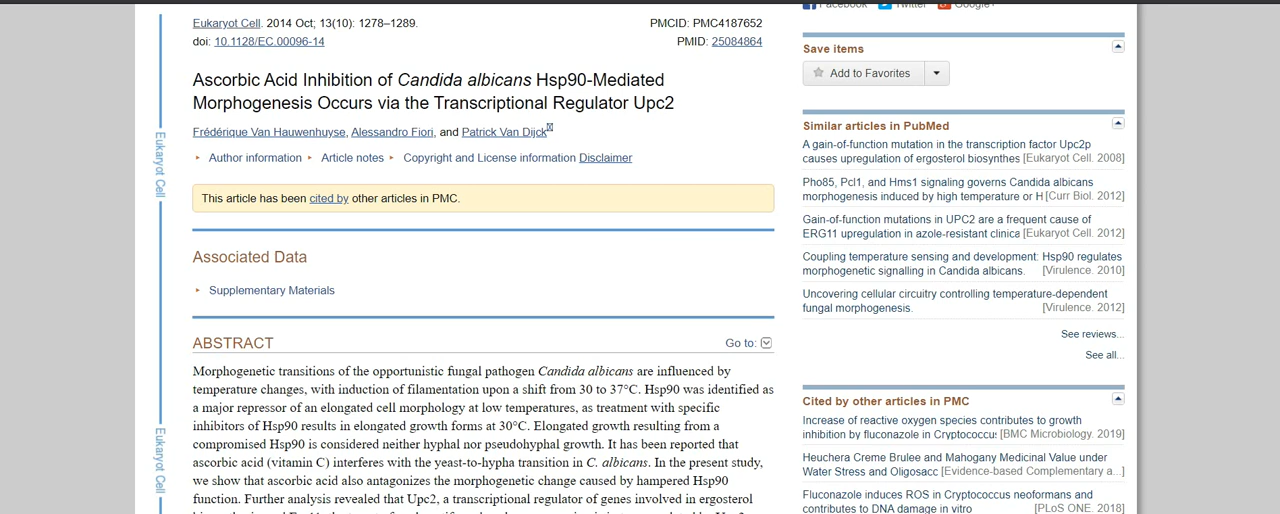 Facebook Twitter Google+
Eukaryot Cell. 2014 Oct; 13(10): 1278–1289.
PMCID: PMC4187652
doi: 10.1128/EC.00096-14
PMID: 25084864
Ascorbic Acid Inhibition of Candida albicans Hsp90-Mediated
Morphogenesis Occurs via the Transcriptional Regulator Upc2
Frédérique Van Hauwenhuyse, Alessandro Fiori, and Patrick Van Dijck
Author information Article notes Copyright and License information Disclaimer
This article has been cited by other articles in PMC.
Associated Data
Supplementary Materials
ABSTRACT
Go to:
Morphogenetic transitions of the opportunistic fungal pathogen Candida albicans are influenced by
temperature changes, with induction of filamentation upon a shift from 30 to 37°C. Hsp90 was identified as
a major repressor of an elongated cell morphology at low temperatures, as treatment with specific
inhibitors of Hsp90 results in elongated growth forms at 30°C. Elongated growth resulting from a
compromised Hsp90 is considered neither hyphal nor pseudohyphal growth. It has been reported that
ascorbic acid (vitamin C) interferes with the yeast-to-hypha transition in C. albicans. In the present study,
we show that ascorbic acid also antagonizes the morphogenetic change caused by hampered Hsp90
function. Further analysis revealed that Upc2, a transcriptional regulator of genes involved in ergosterol
Eukaryot Cell
Eukaryot Cell
Save items
Add to Favorites
Similar articles in PubMed
A gain-of-function mutation in the transcription factor Upc2p
causes upregulation of ergosterol biosynthes [Eukaryot Cell. 2008]
Pho85, Pcl1, and Hms1 signaling governs Candida albicans
morphogenesis induced by high temperature or H [Curr Biol. 2012]
Gain-of-function mutations in UPC2 are a frequent cause of
ERG11 upregulation in azole-resistant clinica [Eukaryot Cell. 2012]
Coupling temperature sensing and development: Hsp90 regulates
morphogenetic signalling in Candida albicans. [Virulence. 2010]
Uncovering cellular circuitry controlling temperature-dependent
fungal morphogenesis. [Virulence. 2012]
See reviews...
See all...
Cited by other articles in PMC
Increase of reactive oxygen species contributes to growth
inhibition by fluconazole in Cryptococcu: [BMC Microbiology. 2019]
Heuchera Creme Brulee and Mahogany Medicinal Value under
Water Stress and Oligosacc [Evidence-based Complementary a...]
Fluconazole induces ROS in Cryptococcus neoformans and
contributes to DNA damage in vitro [PLoS ONE. 2018]